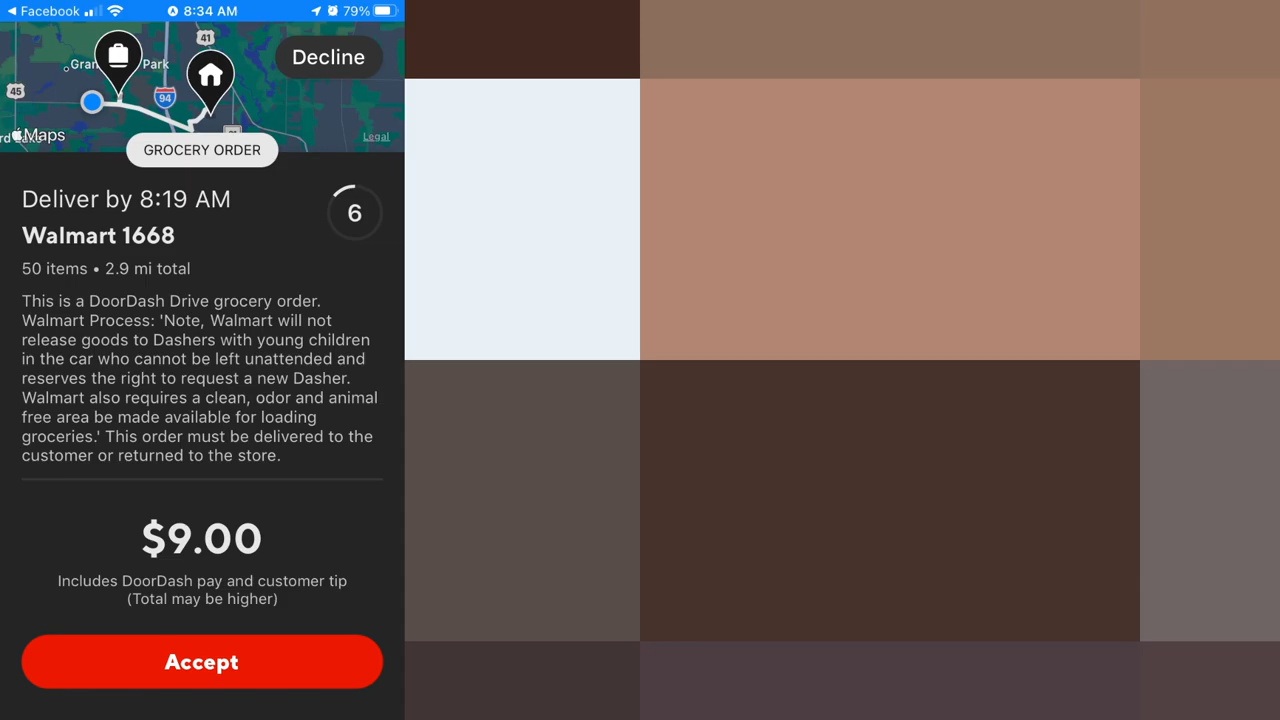 Facebook 8:34 AM 79%
41
Decline
Park
45
94
Maps
Legal
GROCERY ORDER
Deliver by 8:19 AM
6
Walmart 1668
50 items • 2.9 mi total
This is a DoorDash Drive grocery order.
Walmart Process: 'Note, Walmart will not
release goods to Dashers with young children
in the car who cannot be left unattended and
reserves the right to request a new Dasher.
Walmart also requires a clean, odor and animal
free area be made available for loading
groceries.' This order must be delivered to the
customer or returned to the store.
$9.00
Includes DoorDash pay and customer tip
(Total may be higher)
Accept